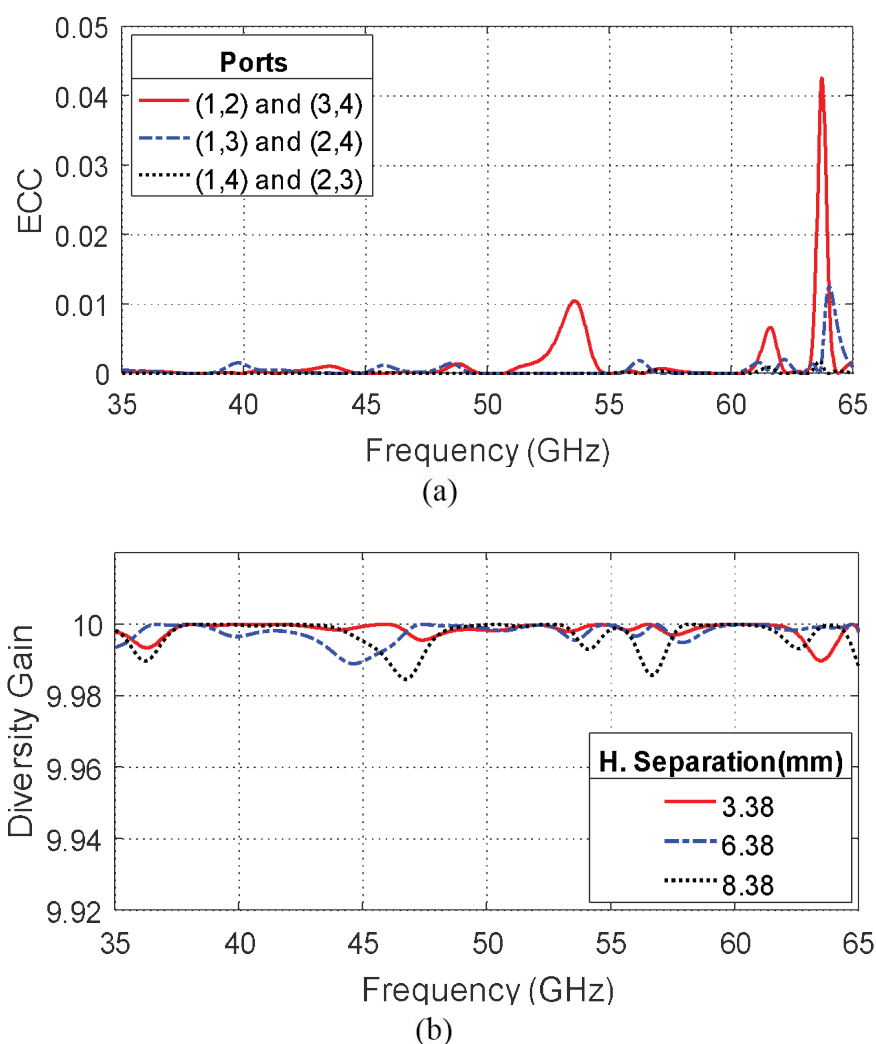 0.05
0.04
0.03
0.02
0.01
0
ECC
Ports
(1,2) and (3,4)
(1,3) and (2,4)
(1,4) and (2,3)
35 40 45 50 55 60 65
Frequency (GHz)
(a)
10
9.98
9.96
9.94
9.92
Diversity Gain
H. Separation(mm)
3.38
6.38
8.38
35 40 45 50 55 60 65
Frequency (GHz)
(b)